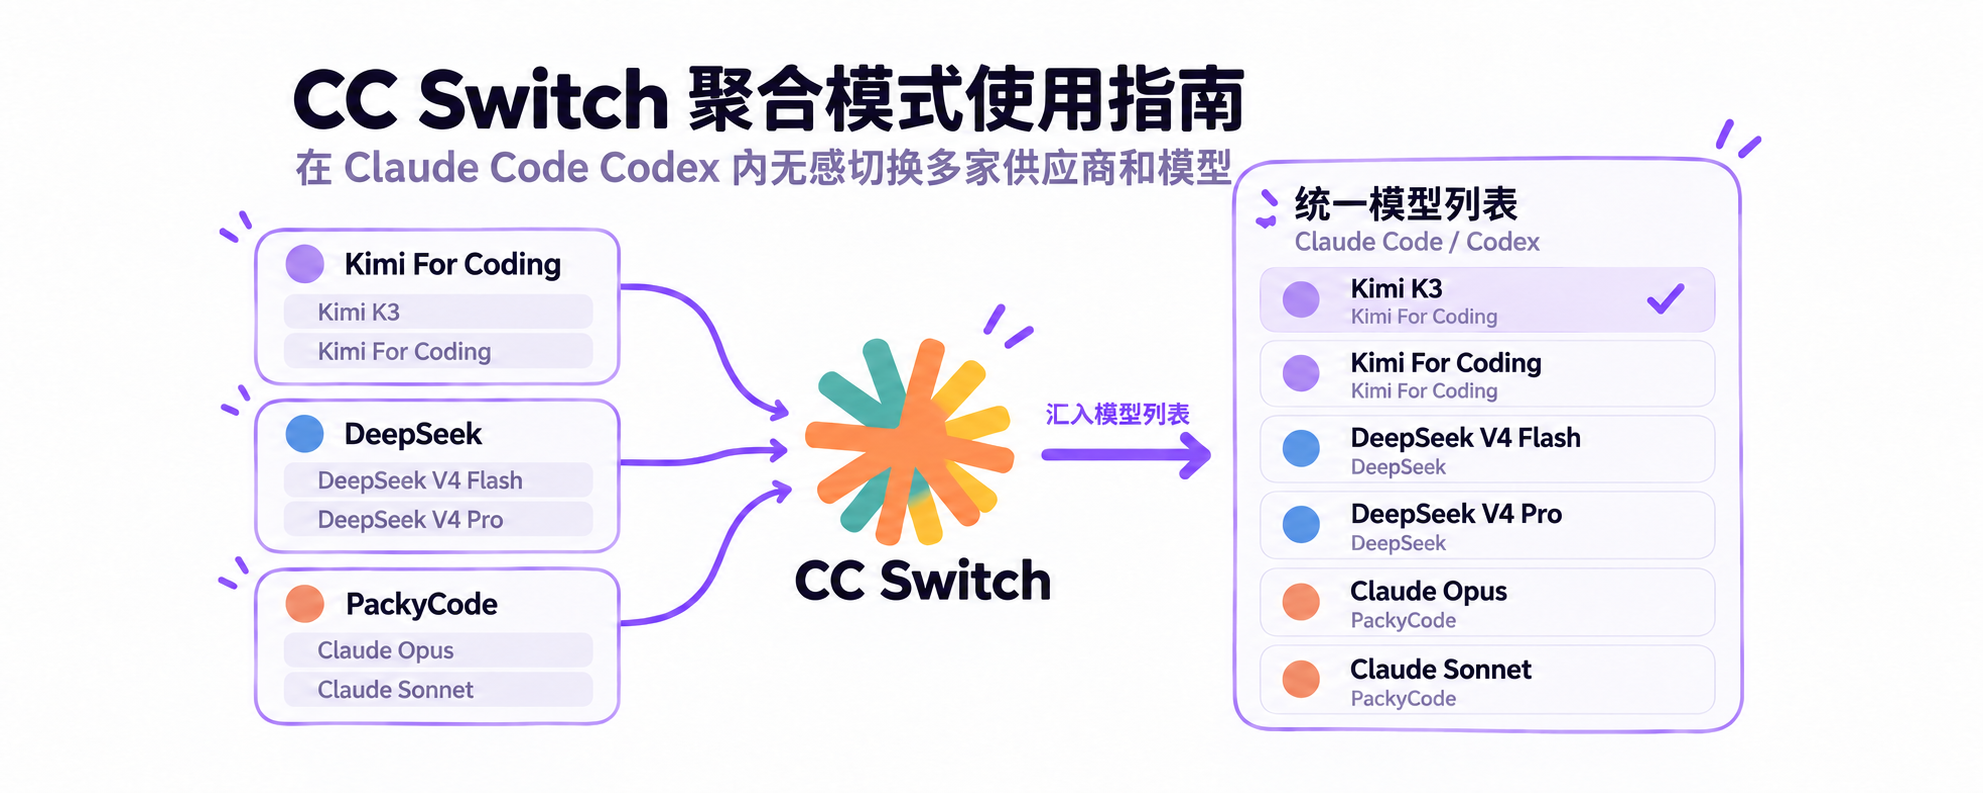 CC Switch 聚合模式使用指南
在 Claude Code Codex 内无感切换多家供应商和模型
Kimi For Coding
Kimi K3
Kimi For Coding
DeepSeek
DeepSeek V4 Flash
DeepSeek V4 Pro
PackyCode
Claude Opus
Claude Sonnet
CC Switch
汇入模型列表
统一模型列表
Claude Code / Codex
Kimi K3
Kimi For Coding
Kimi For Coding
Kimi For Coding
DeepSeek V4 Flash
DeepSeek
DeepSeek V4 Pro
DeepSeek
Claude Opus
PackyCode
Claude Sonnet
PackyCode